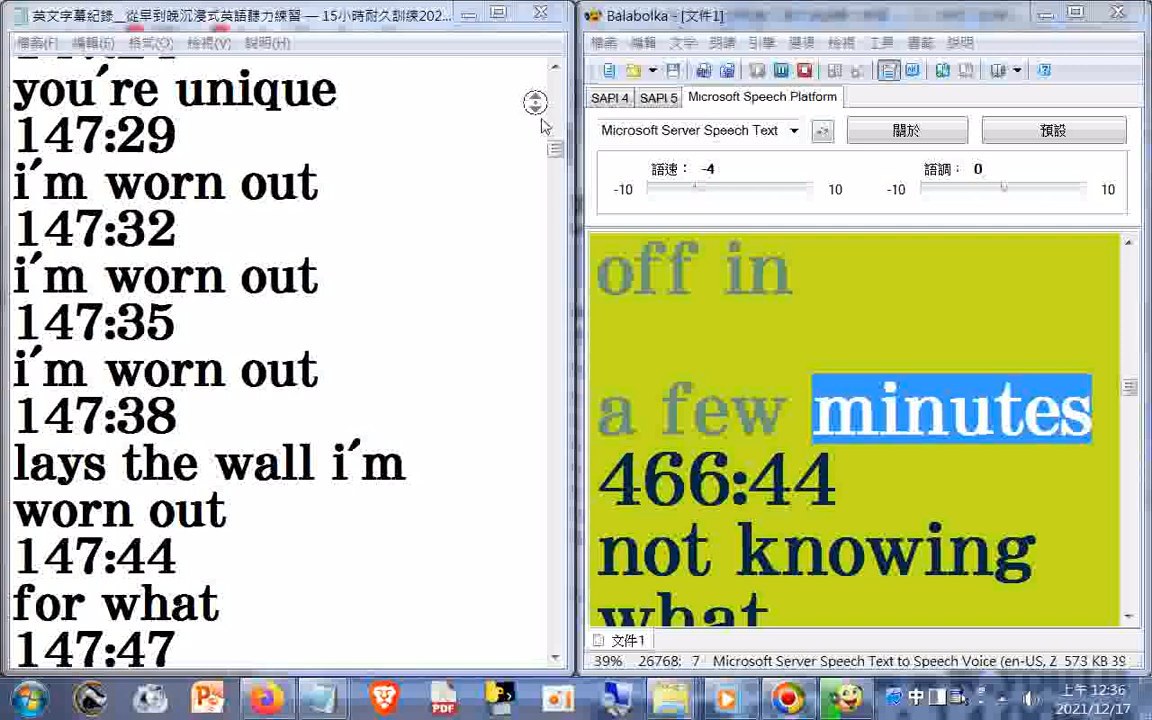 英文字幕紀錄__從早到晚沉浸式英語聽力練習 — 15小時耐久訓練202...
檔案(F) 編輯(E) 格式(O) 檢視(V) 說明(H)
you're unique
147:29
i'm worn out
147:32
i'm worn out
147:35
i'm worn out
147:38
lays the wall i'm
worn out
147:44
for what
147:47
Balabolka - [文件1]
檔案 編輯 文字 朗讀 引擎 選項 檢視 工具 書籤 說明
SAPI 4 SAPI 5 Microsoft Speech Platform
Microsoft Server Speech Text 關於 預設
語速: -4 語調: 0
-10 10 -10 10
off in
a few minutes
466:44
not knowing
what
文件1
39% 26768: 7 Microsoft Server Speech Text to Speech Voice (en-US, Z 573 KB 39
中
上午 12:36
2021/12/17
PDF